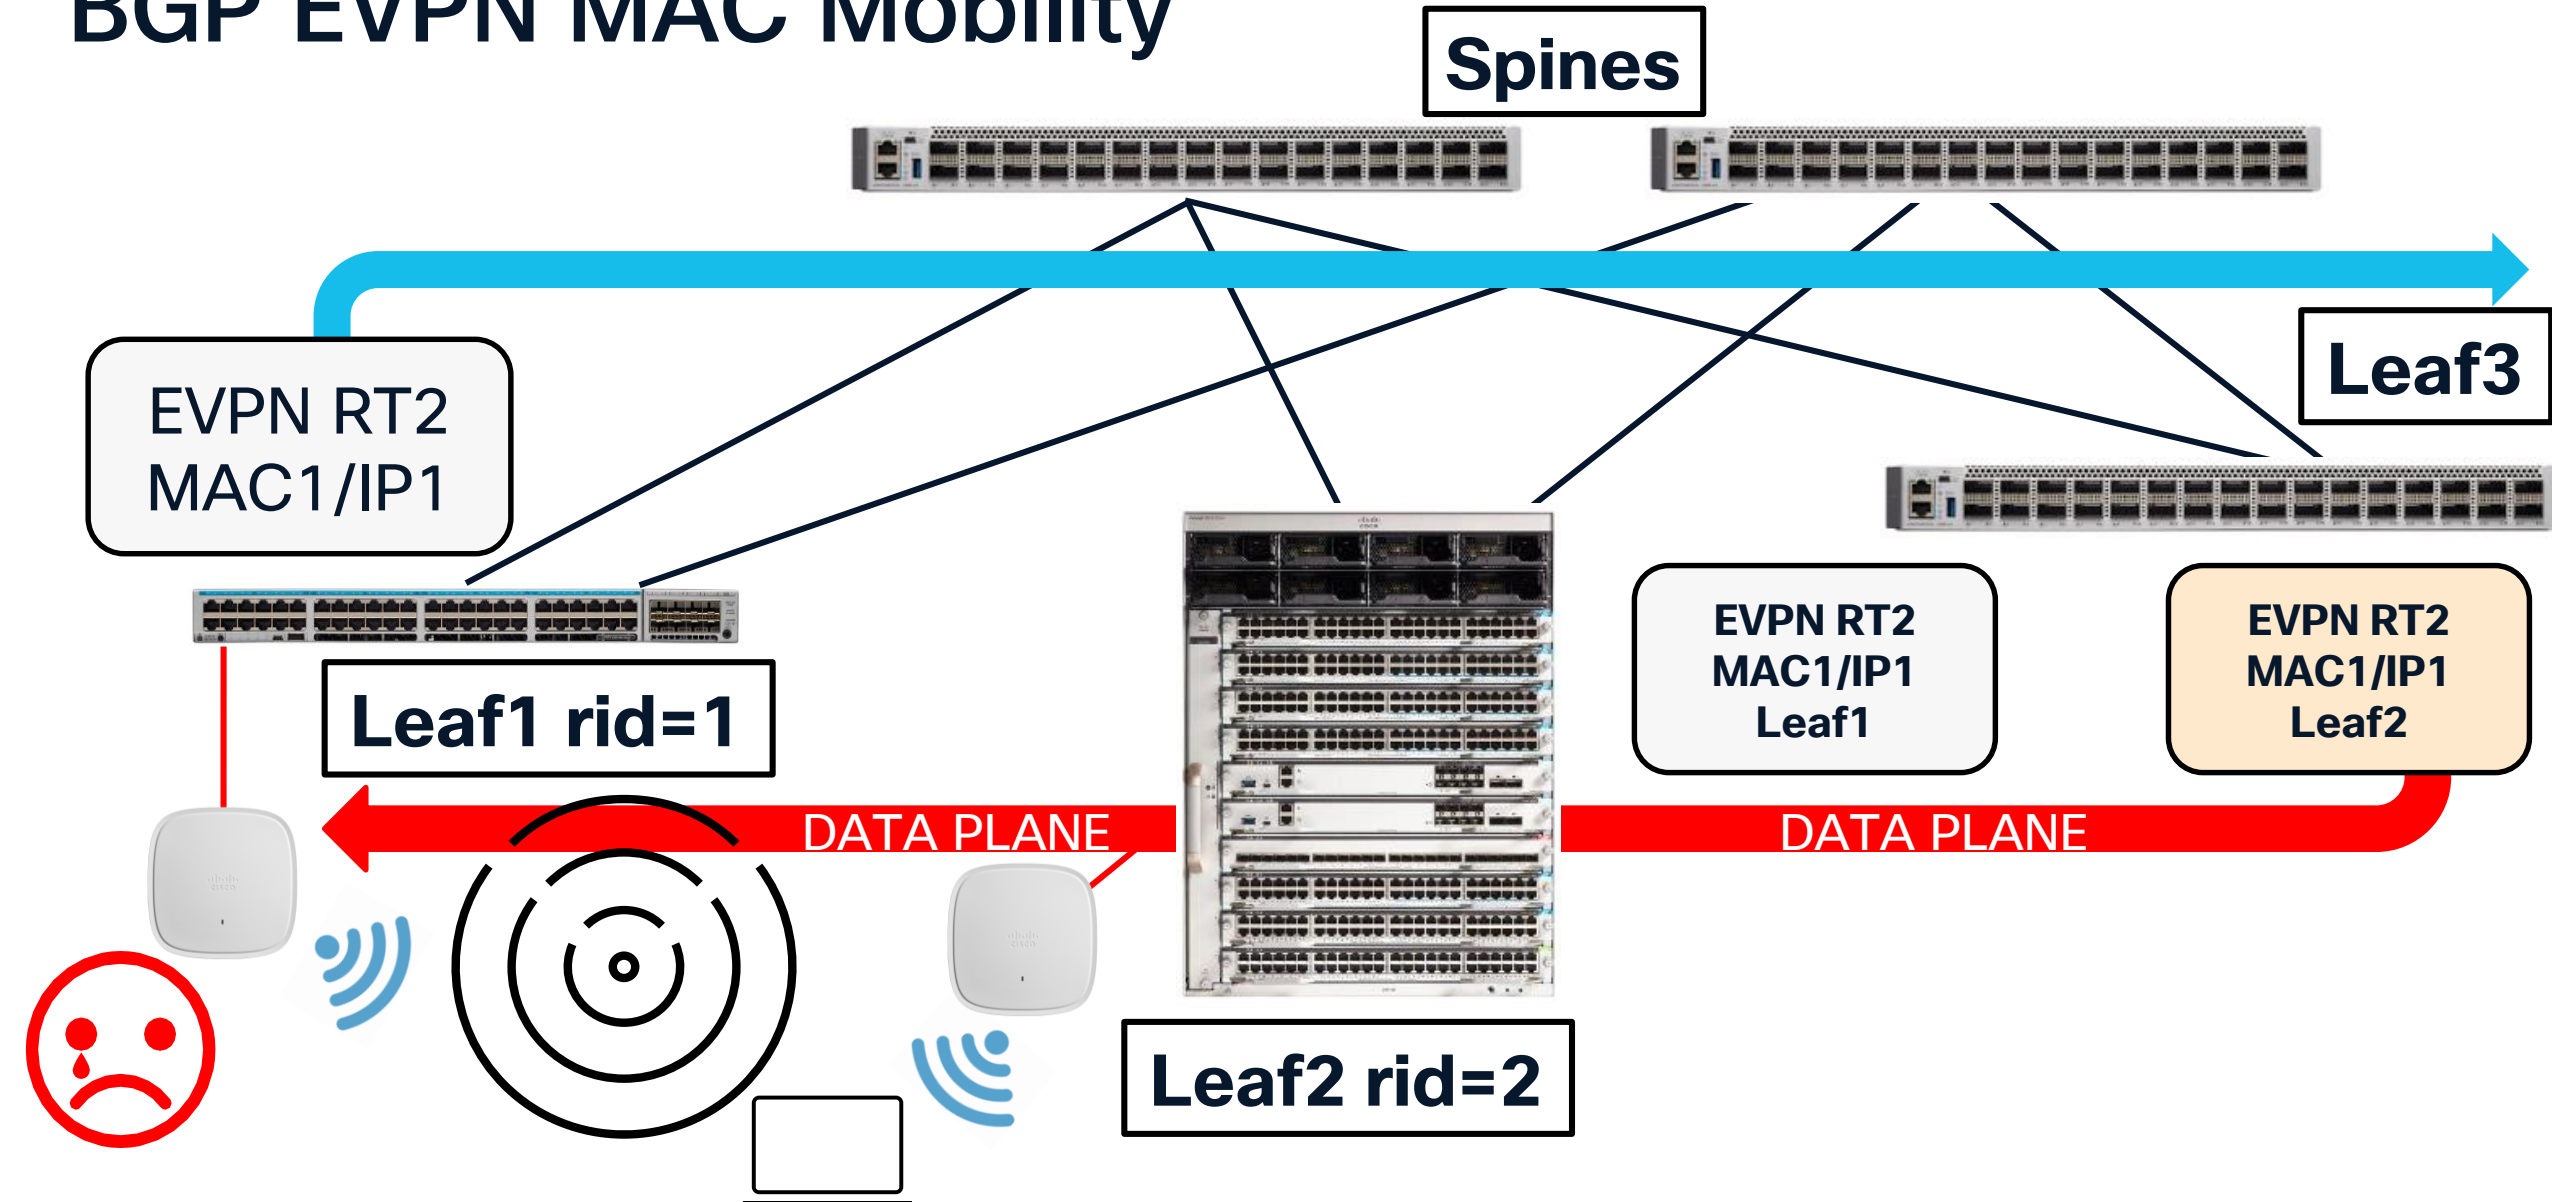 BGP EVPN MAC Mobility
Spines
Leaf3
EVPN RT2
MAC1/IP1
Leaf1 rid=1
EVPN RT2
MAC1/IP1
Leaf1
EVPN RT2
MAC1/IP1
Leaf2
DATA PLANE
DATA PLANE
Leaf2 rid=2